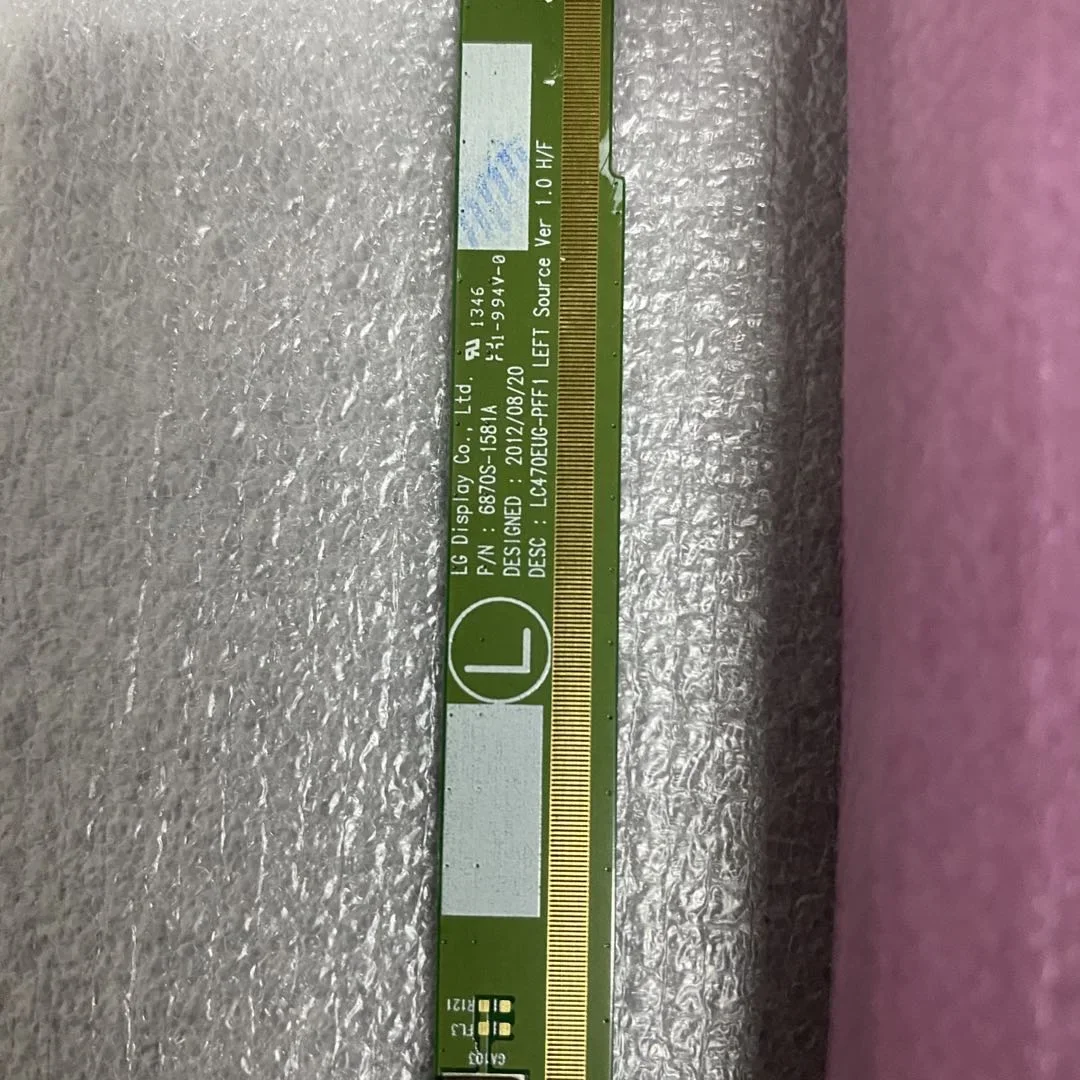 LG Display Co., Ltd. 1346
P/N : 6870S-1581A 94V-0
DESIGNED : 2012/08/20
DESC : LC470EUG-PFF1 LEFT Source Ver 1.0 H/F
L
R121
FL3